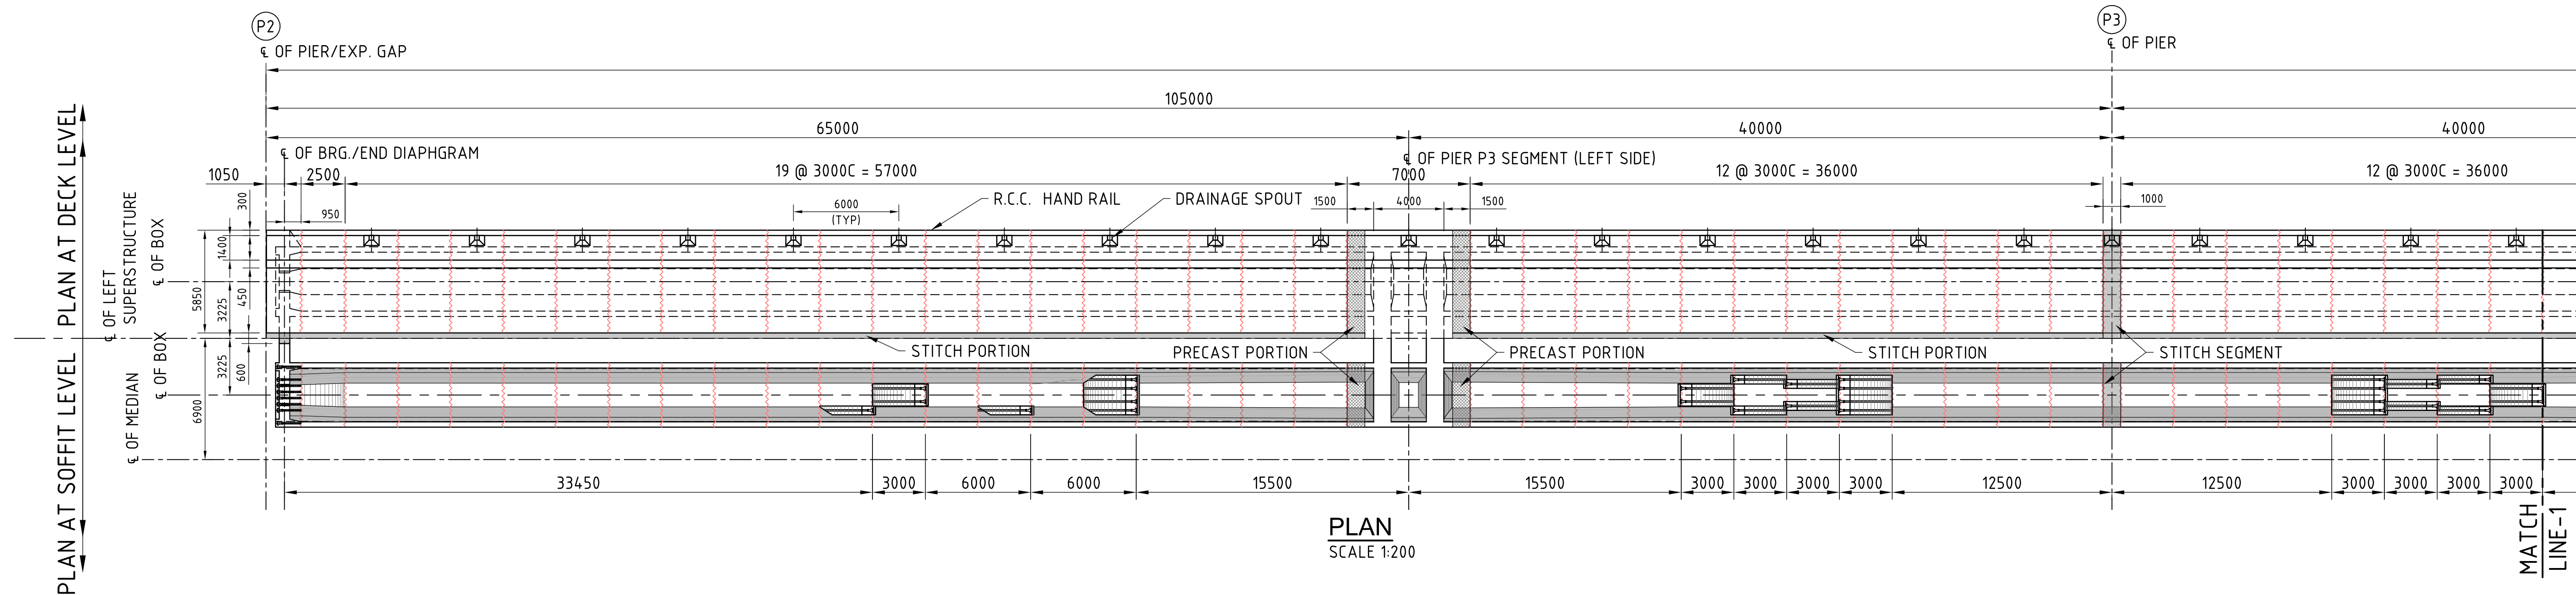 P2
℄ OF PIER/EXP. GAP
P3
℄ OF PIER
105000
65000
40000
40000
℄ OF BRG./END DIAPHGRAM
℄ OF PIER P3 SEGMENT (LEFT SIDE)
1050
2500
19 @ 3000C = 57000
7000
12 @ 3000C = 36000
12 @ 3000C = 36000
950
6000
(TYP)
R.C.C. HAND RAIL
DRAINAGE SPOUT
1500
4000
1500
1000
300
1400
5850
3225
450
3225
600
6900
PLAN AT DECK LEVEL
PLAN AT SOFFIT LEVEL
℄ OF LEFT
SUPERSTRUCTURE
℄ OF BOX
℄ OF BOX
℄ OF MEDIAN
STITCH PORTION
PRECAST PORTION
PRECAST PORTION
STITCH PORTION
STITCH SEGMENT
33450
3000
6000
6000
15500
15500
3000
3000
3000
3000
12500
12500
3000
3000
3000
3000
PLAN
SCALE 1:200
MATCH
LINE-1